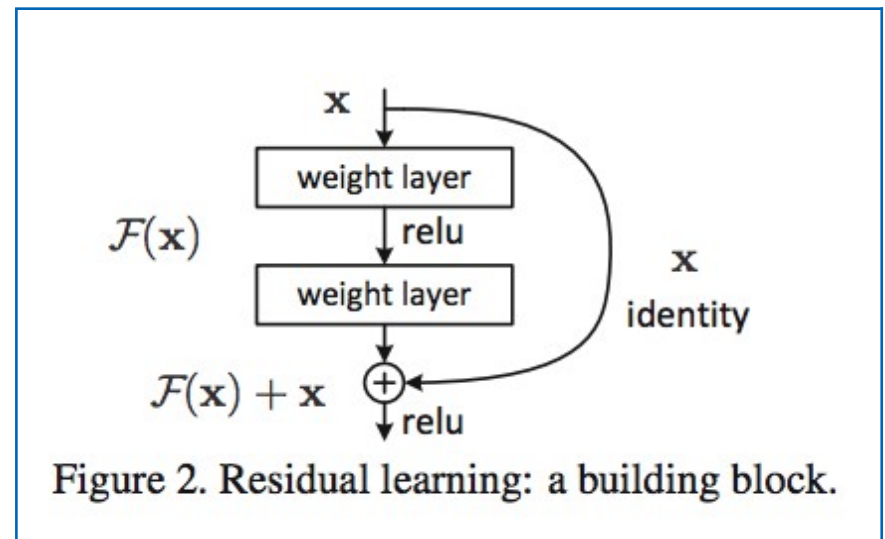 x
weight layer
F(x)
relu
x
weight layer
identity
F(x) + x
+
relu
Figure 2. Residual learning: a building block.